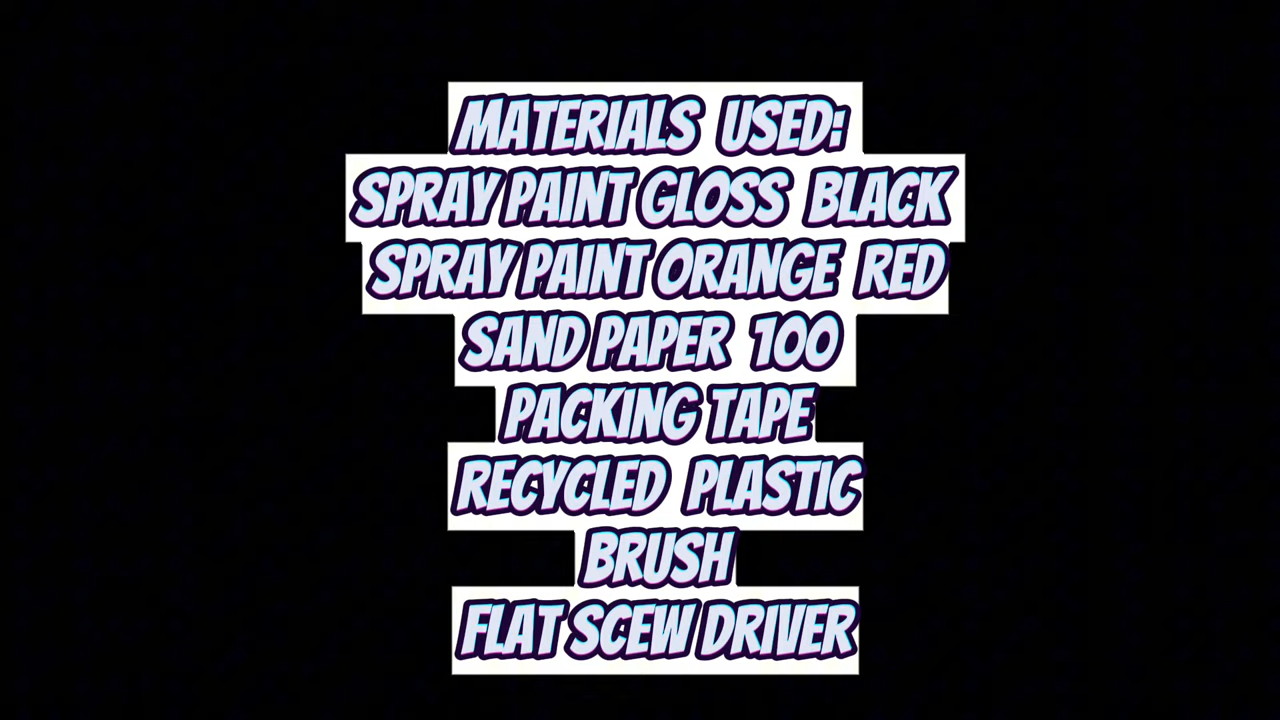 MATERIALS USED:
SPRAY PAINT GLOSS BLACK
SPRAY PAINT ORANGE RED
SAND PAPER 100
PACKING TAPE
RECYCLED PLASTIC
BRUSH
FLAT SCEW DRIVER